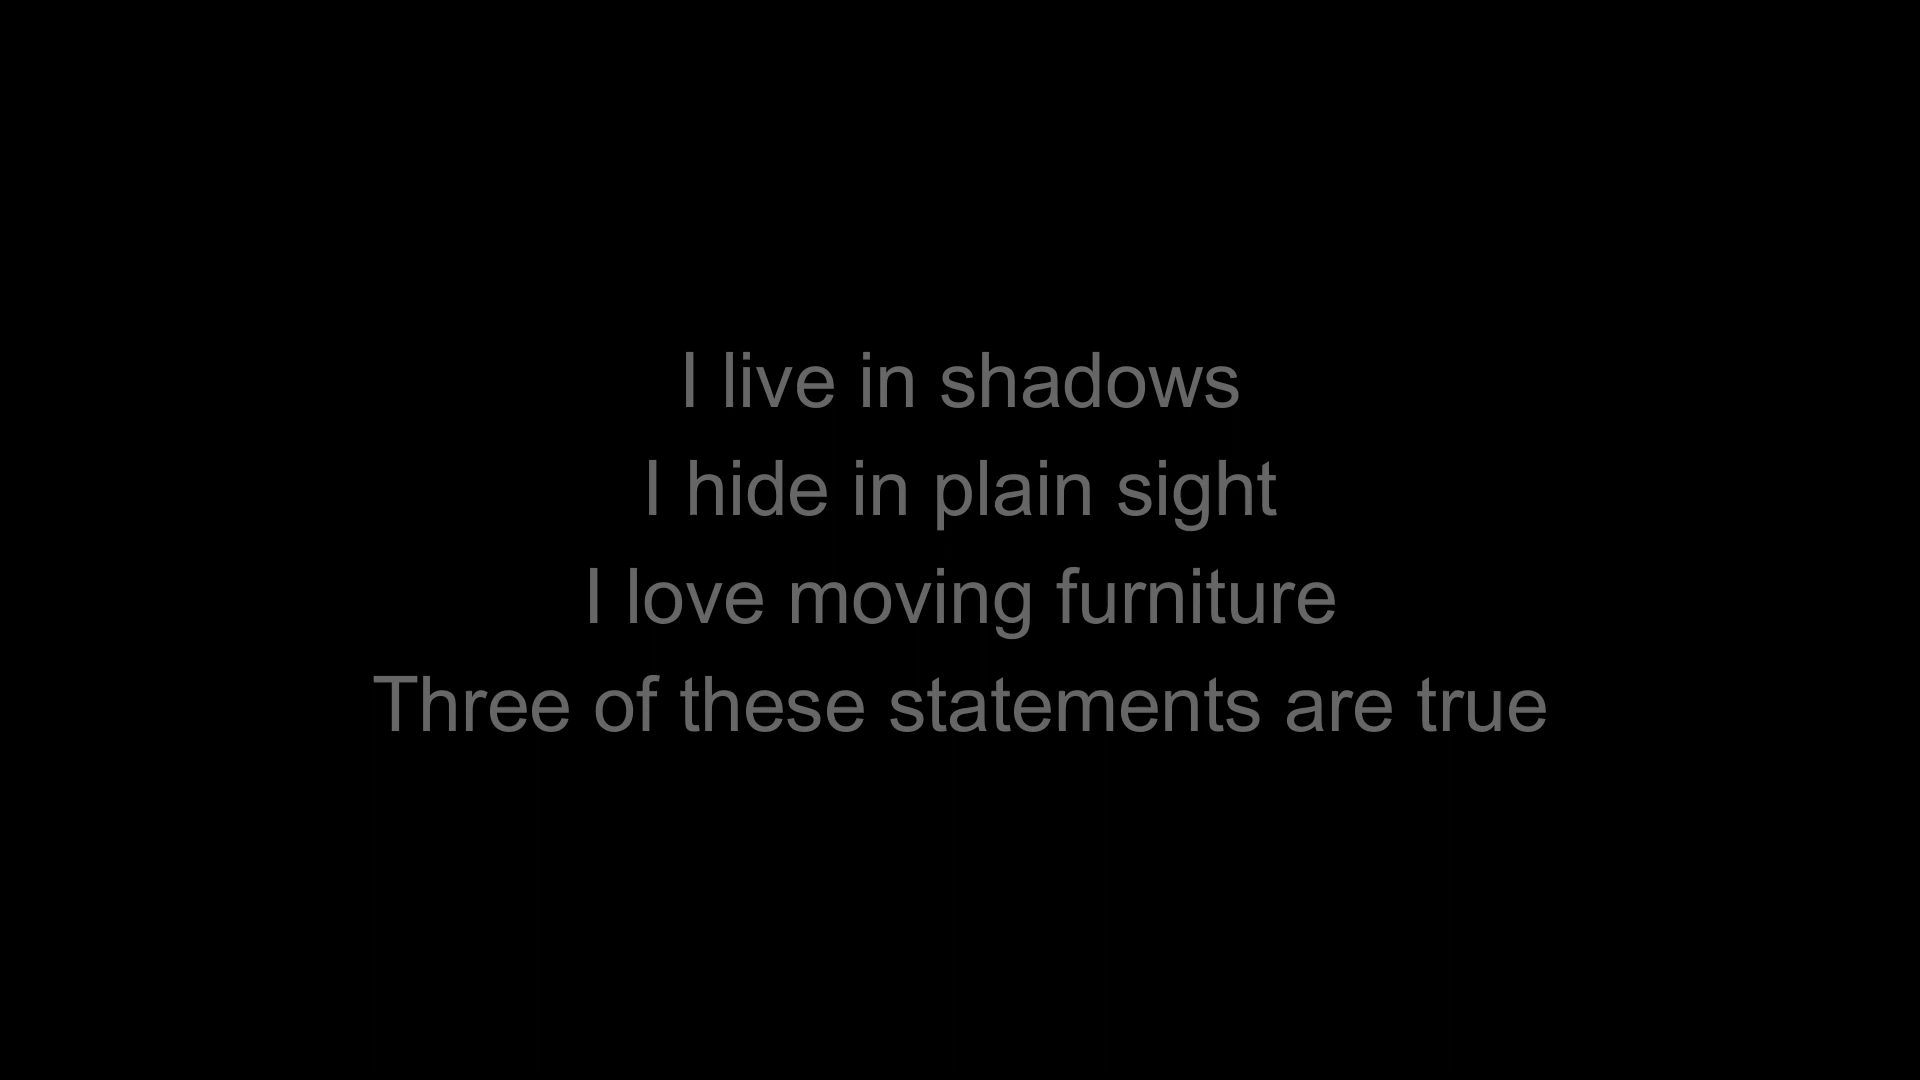 I live in shadows
I hide in plain sight
I love moving furniture
Three of these statements are true